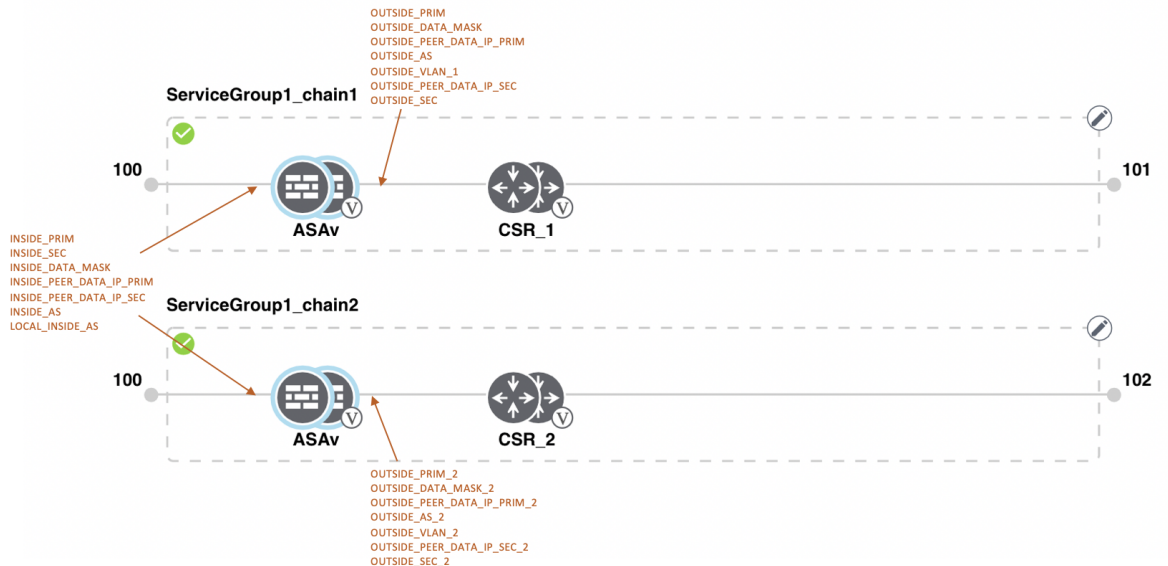 OUTSIDE_PRIM
OUTSIDE_DATA_MASK
OUTSIDE_PEER_DATA_IP_PRIM
OUTSIDE_AS
OUTSIDE_VLAN_1
OUTSIDE_PEER_DATA_IP_SEC
OUTSIDE_SEC
ServiceGroup1_chain1
100
101
V
V
ASAv
CSR_1
INSIDE_PRIM
INSIDE_SEC
INSIDE_DATA_MASK
INSIDE_PEER_DATA_IP_PRIM
INSIDE_PEER_DATA_IP_SEC
INSIDE_AS
LOCAL_INSIDE_AS
ServiceGroup1_chain2
100
102
V
V
ASAv
CSR_2
OUTSIDE_PRIM_2
OUTSIDE_DATA_MASK_2
OUTSIDE_PEER_DATA_IP_PRIM_2
OUTSIDE_AS_2
OUTSIDE_VLAN_2
OUTSIDE_PEER_DATA_IP_SEC_2
OUTSIDE_SEC_2